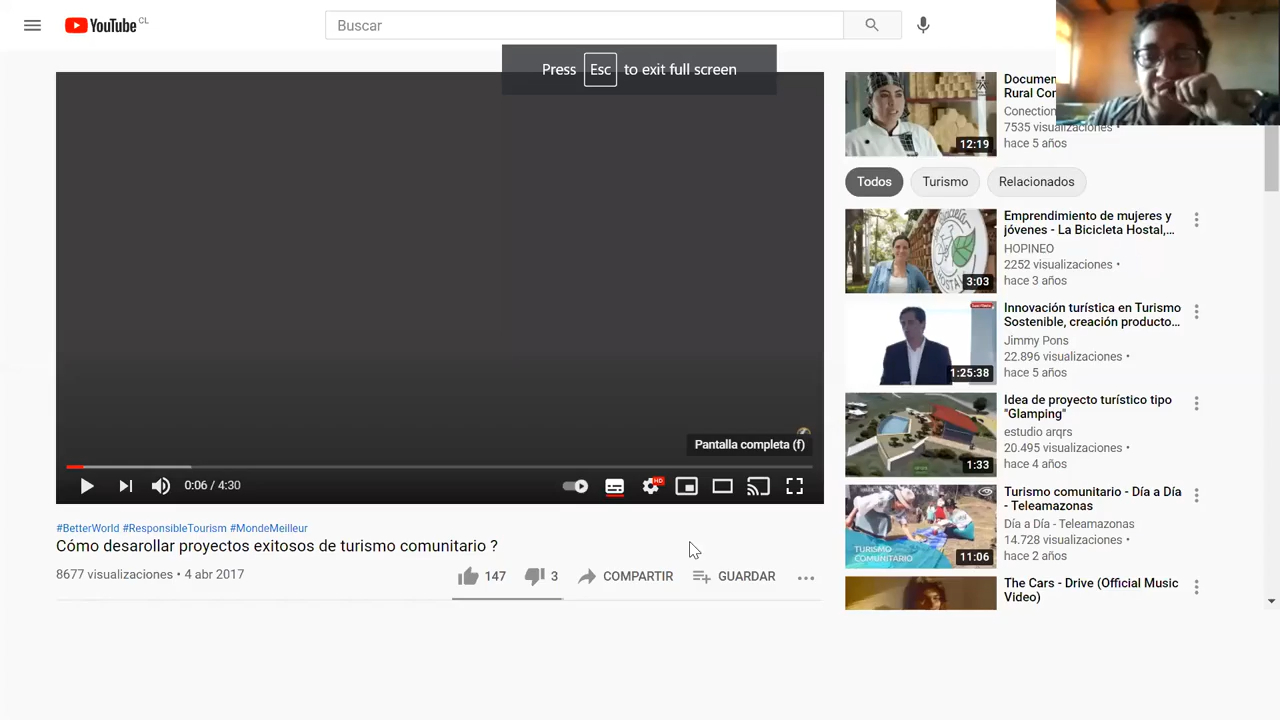 YouTube CL
Buscar
Press Esc to exit full screen
Pantalla completa (f)
0:06 / 4:30
HD
#BetterWorld #ResponsibleTourism #MondeMeilleur
Cómo desarollar proyectos exitosos de turismo comunitario ?
8677 visualizaciones • 4 abr 2017
147
3
COMPARTIR
GUARDAR
12:19
Documen
Rural Cor
Conection
7535 visualizaciones •
hace 5 años
Todos
Turismo
Relacionados
3:03
Emprendimiento de mujeres y
jóvenes - La Bicicleta Hostal,...
HOPINEO
2252 visualizaciones •
hace 3 años
1:25:38
Innovación turística en Turismo
Sostenible, creación producto...
Jimmy Pons
22.896 visualizaciones •
hace 5 años
1:33
Idea de proyecto turístico tipo
"Glamping"
estudio arqrs
20.495 visualizaciones •
hace 4 años
TURISMO
COMUNITARIO
11:06
Turismo comunitario - Día a Día
- Teleamazonas
Día a Día - Teleamazonas
14.728 visualizaciones •
hace 2 años
The Cars - Drive (Official Music
Video)